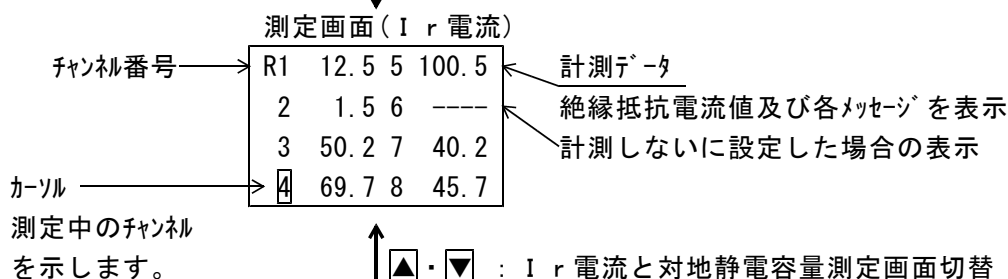 測定画面(Ｉｒ電流)
ﾁｬﾝﾈﾙ番号
R1 12.5 5 100.5
計測ﾃﾞｰﾀ
2 1.5 6 ----
絶縁抵抗電流値及び各ﾒｯｾｰｼﾞを表示
3 50.2 7 40.2
計測しないに設定した場合の表示
ｶｰｿﾙ
4 69.7 8 45.7
測定中のﾁｬﾝﾈﾙ
を示します。
▲・▼ : Ｉｒ電流と対地静電容量測定画面切替